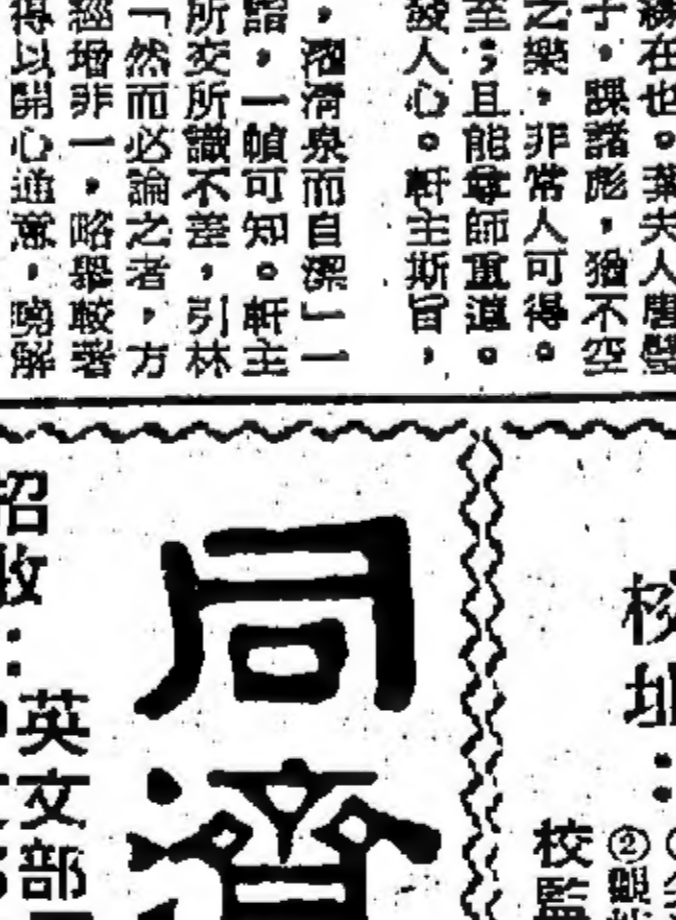 在也。葉夫人唐
子,課諸彪,猶不空
之樂,非常人可得。
至;且能尊師重道。
人心。軒主斯旨,
,濯清泉而自潔」一
詣,一幀可知。軒主
所交所識不差,引林
「然而必論之者,方
經增非一,略舉較著
得以開心通意,曉解
校址:
②
校監
同濟
招收:
英文部